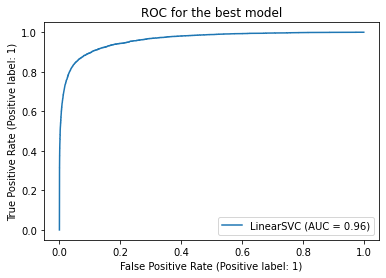 ROC for the best model
True Positive Rate (Positive label: 1)
1.0
0.8
0.6
0.4
0.2
0.0
LinearSVC (AUC = 0.96)
0.0 0.2 0.4 0.6 0.8 1.0
False Positive Rate (Positive label: 1)